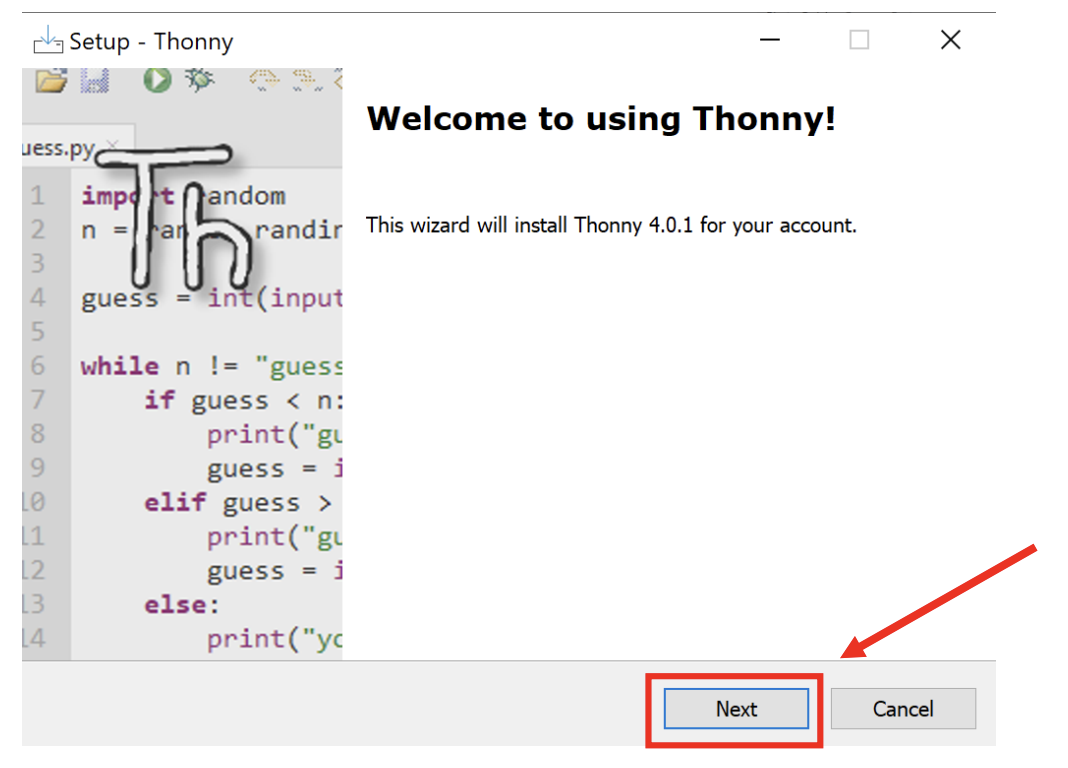 Setup - Thonny
Welcome to using Thonny!
This wizard will install Thonny 4.0.1 for your account.
uess.py
Th
1 import random
2 n = randin
3
4 guess = int(input
5
6 while n != "guess
7 if guess < n:
8 print("gu
9 guess = i
10 elif guess >
11 print("gu
12 guess = i
13 else:
14 print("yo
Next
Cancel